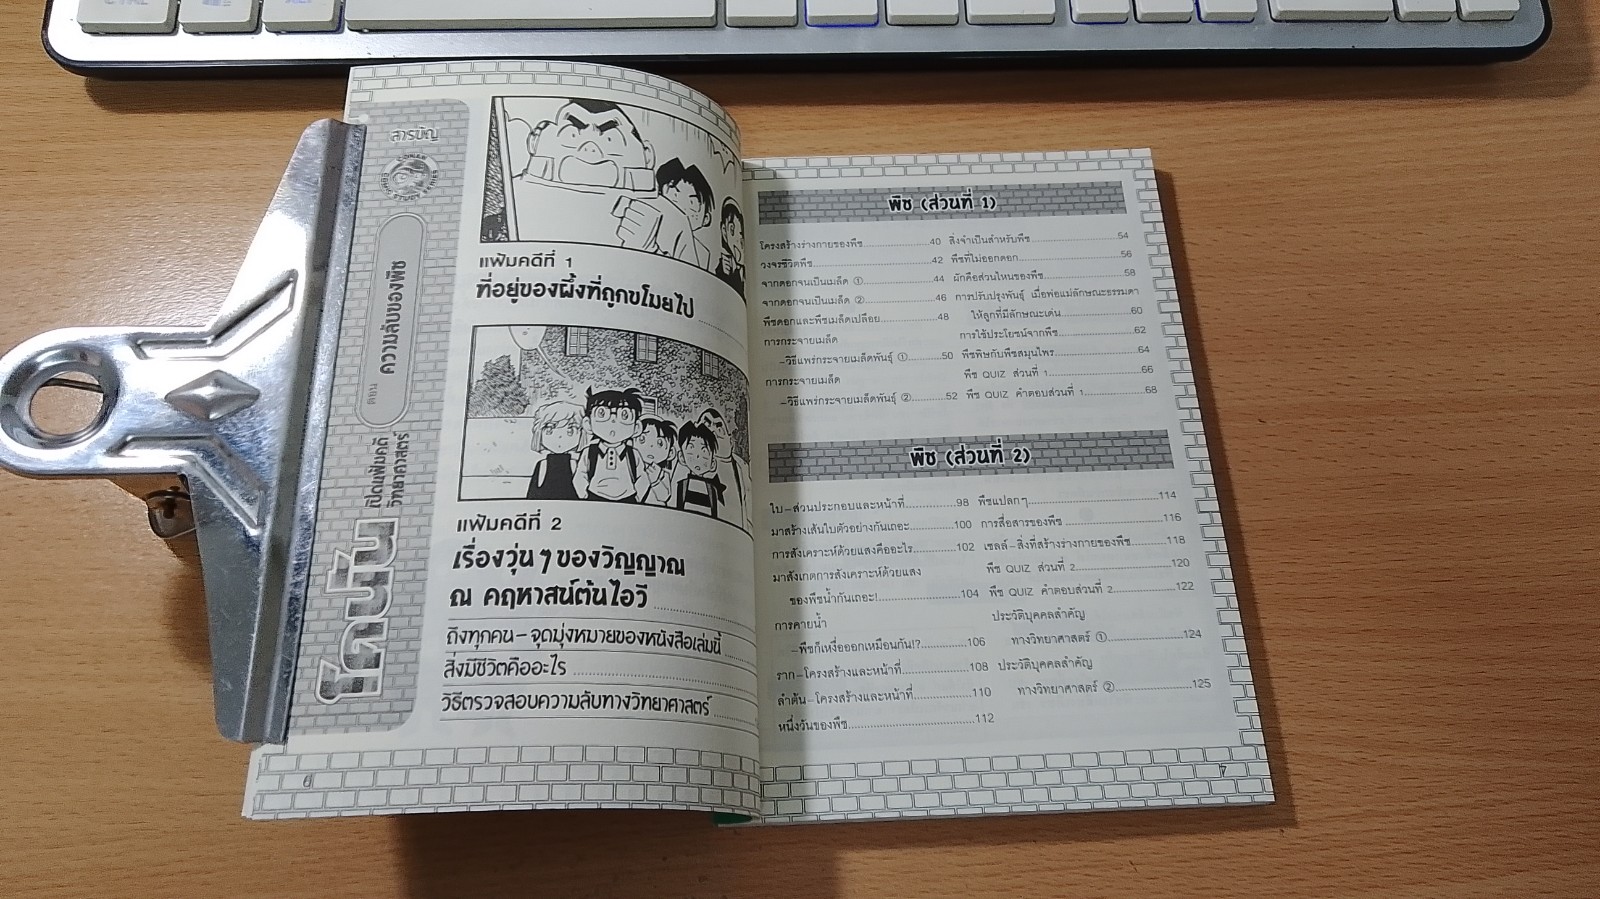 สารบัญ
โคนัน
เปิดแฟ้มคดี
วิทยาศาสตร์
ตอน ความลับของพืช
แฟ้มคดีที่ 1
ที่อยู่ของผึ้งที่ถูกขโมยไป
แฟ้มคดีที่ 2
เรื่องวุ่น ๆ ของวิญญาณ
ณ คฤหาสน์ต้นไอวี่
ถึงทุกคน-จุดมุ่งหมายของหนังสือเล่มนี้
สิ่งมีชีวิตคืออะไร
วิธีตรวจสอบความลับทางวิทยาศาสตร์
6
พืช (ส่วนที่ 1)
โครงสร้างร่างกายของพืช 40
วงจรชีวิตพืช 42
จากดอกจนเป็นเมล็ด ① 44
จากดอกจนเป็นเมล็ด ② 46
พืชดอกและพืชเมล็ดเปลือย 48
การกระจายเมล็ด
-วิธีแพร่กระจายเมล็ดพันธุ์ ① 50
การกระจายเมล็ด
-วิธีแพร่กระจายเมล็ดพันธุ์ ② 52
สิ่งจำเป็นสำหรับพืช 54
พืชที่ไม่ออกดอก 56
ผักคือส่วนไหนของพืช 58
การปรับปรุงพันธุ์ เมื่อพ่อแม่ลักษณะธรรมดา
ให้ลูกที่มีลักษณะเด่น 60
การใช้ประโยชน์จากพืช 62
พืชพิษกับพืชสมุนไพร 64
พืช QUIZ ส่วนที่ 1 66
พืช QUIZ คำตอบส่วนที่ 1 68
พืช (ส่วนที่ 2)
ใบ-ส่วนประกอบและหน้าที่ 98
มาสร้างเส้นใบตัวอย่างกันเถอะ 100
การสังเคราะห์ด้วยแสงคืออะไร 102
มาสังเกตการสังเคราะห์ด้วยแสง
ของพืชน้ำกันเถอะ! 104
การคายน้ำ
-พืชก็เหงื่อออกเหมือนกัน!? 106
ราก-โครงสร้างและหน้าที่ 108
ลำต้น-โครงสร้างและหน้าที่ 110
หนึ่งวันของพืช 112
พืชแปลกๆ 114
การสื่อสารของพืช 116
เซลล์-สิ่งที่สร้างร่างกายของพืช 118
พืช QUIZ ส่วนที่ 2 120
พืช QUIZ คำตอบส่วนที่ 2 122
ประวัติบุคคลสำคัญ
ทางวิทยาศาสตร์ ① 124
ประวัติบุคคลสำคัญ
ทางวิทยาศาสตร์ ② 125
7